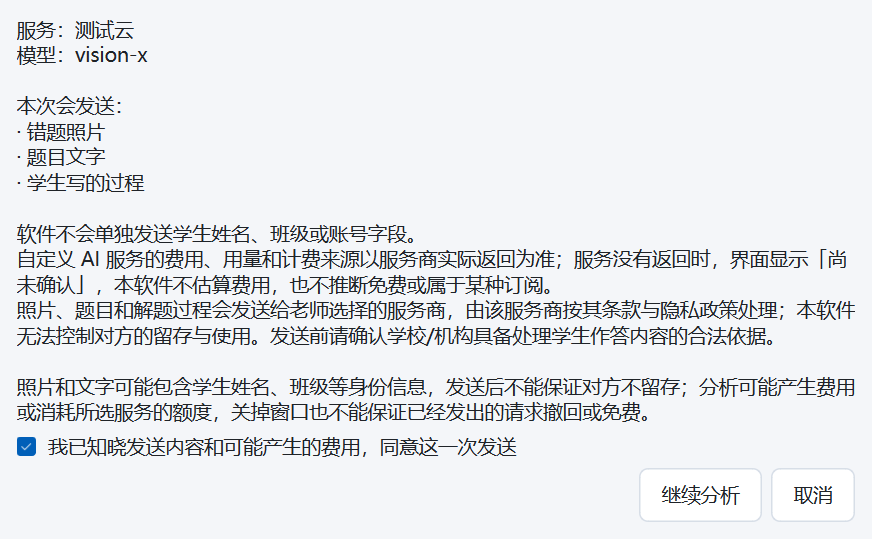 服务：测试云
模型：vision-x
本次会发送：
· 错题照片
· 题目文字
· 学生写的过程
软件不会单独发送学生姓名、班级或账号字段。
自定义 AI 服务的费用、用量和计费来源以服务商实际返回为准；服务没有返回时，界面显示「尚
未确认」，本软件不估算费用，也不推断免费或属于某种订阅。
照片、题目和解题过程会发送给老师选择的服务商，由该服务商按其条款与隐私政策处理；本软件
无法控制对方的留存与使用。发送前请确认学校/机构具备处理学生作答内容的合法依据。
照片和文字可能包含学生姓名、班级等身份信息，发送后不能保证对方不留存；分析可能产生费用
或消耗所选服务的额度，关掉窗口也不能保证已经发出的请求撤回或免费。
我已知晓发送内容和可能产生的费用，同意这一次发送
继续分析 取消